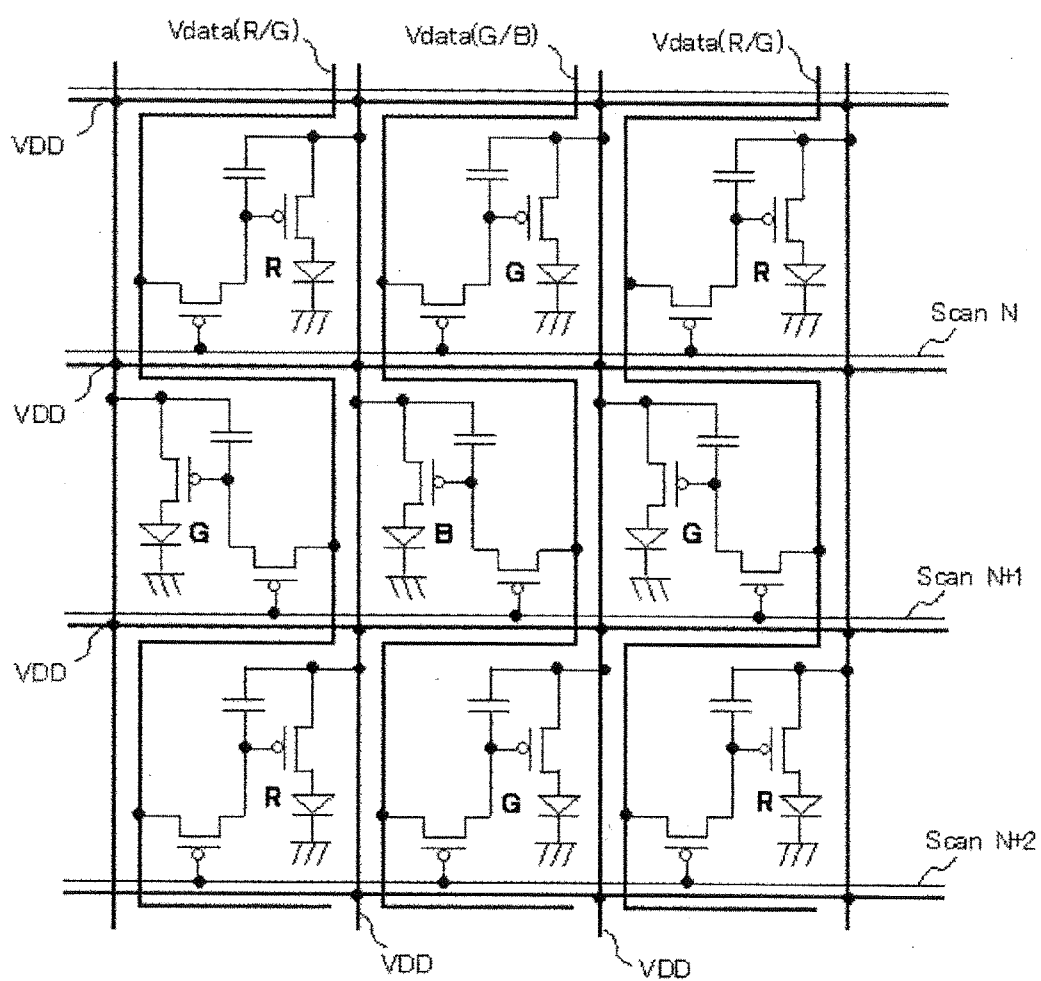 Vdata(R/G)
Vdata(G/B)
Vdata(R/G)
VDD
R
G
R
Scan N
VDD
G
B
G
Scan N+1
VDD
R
G
R
Scan N+2
VDD
VDD